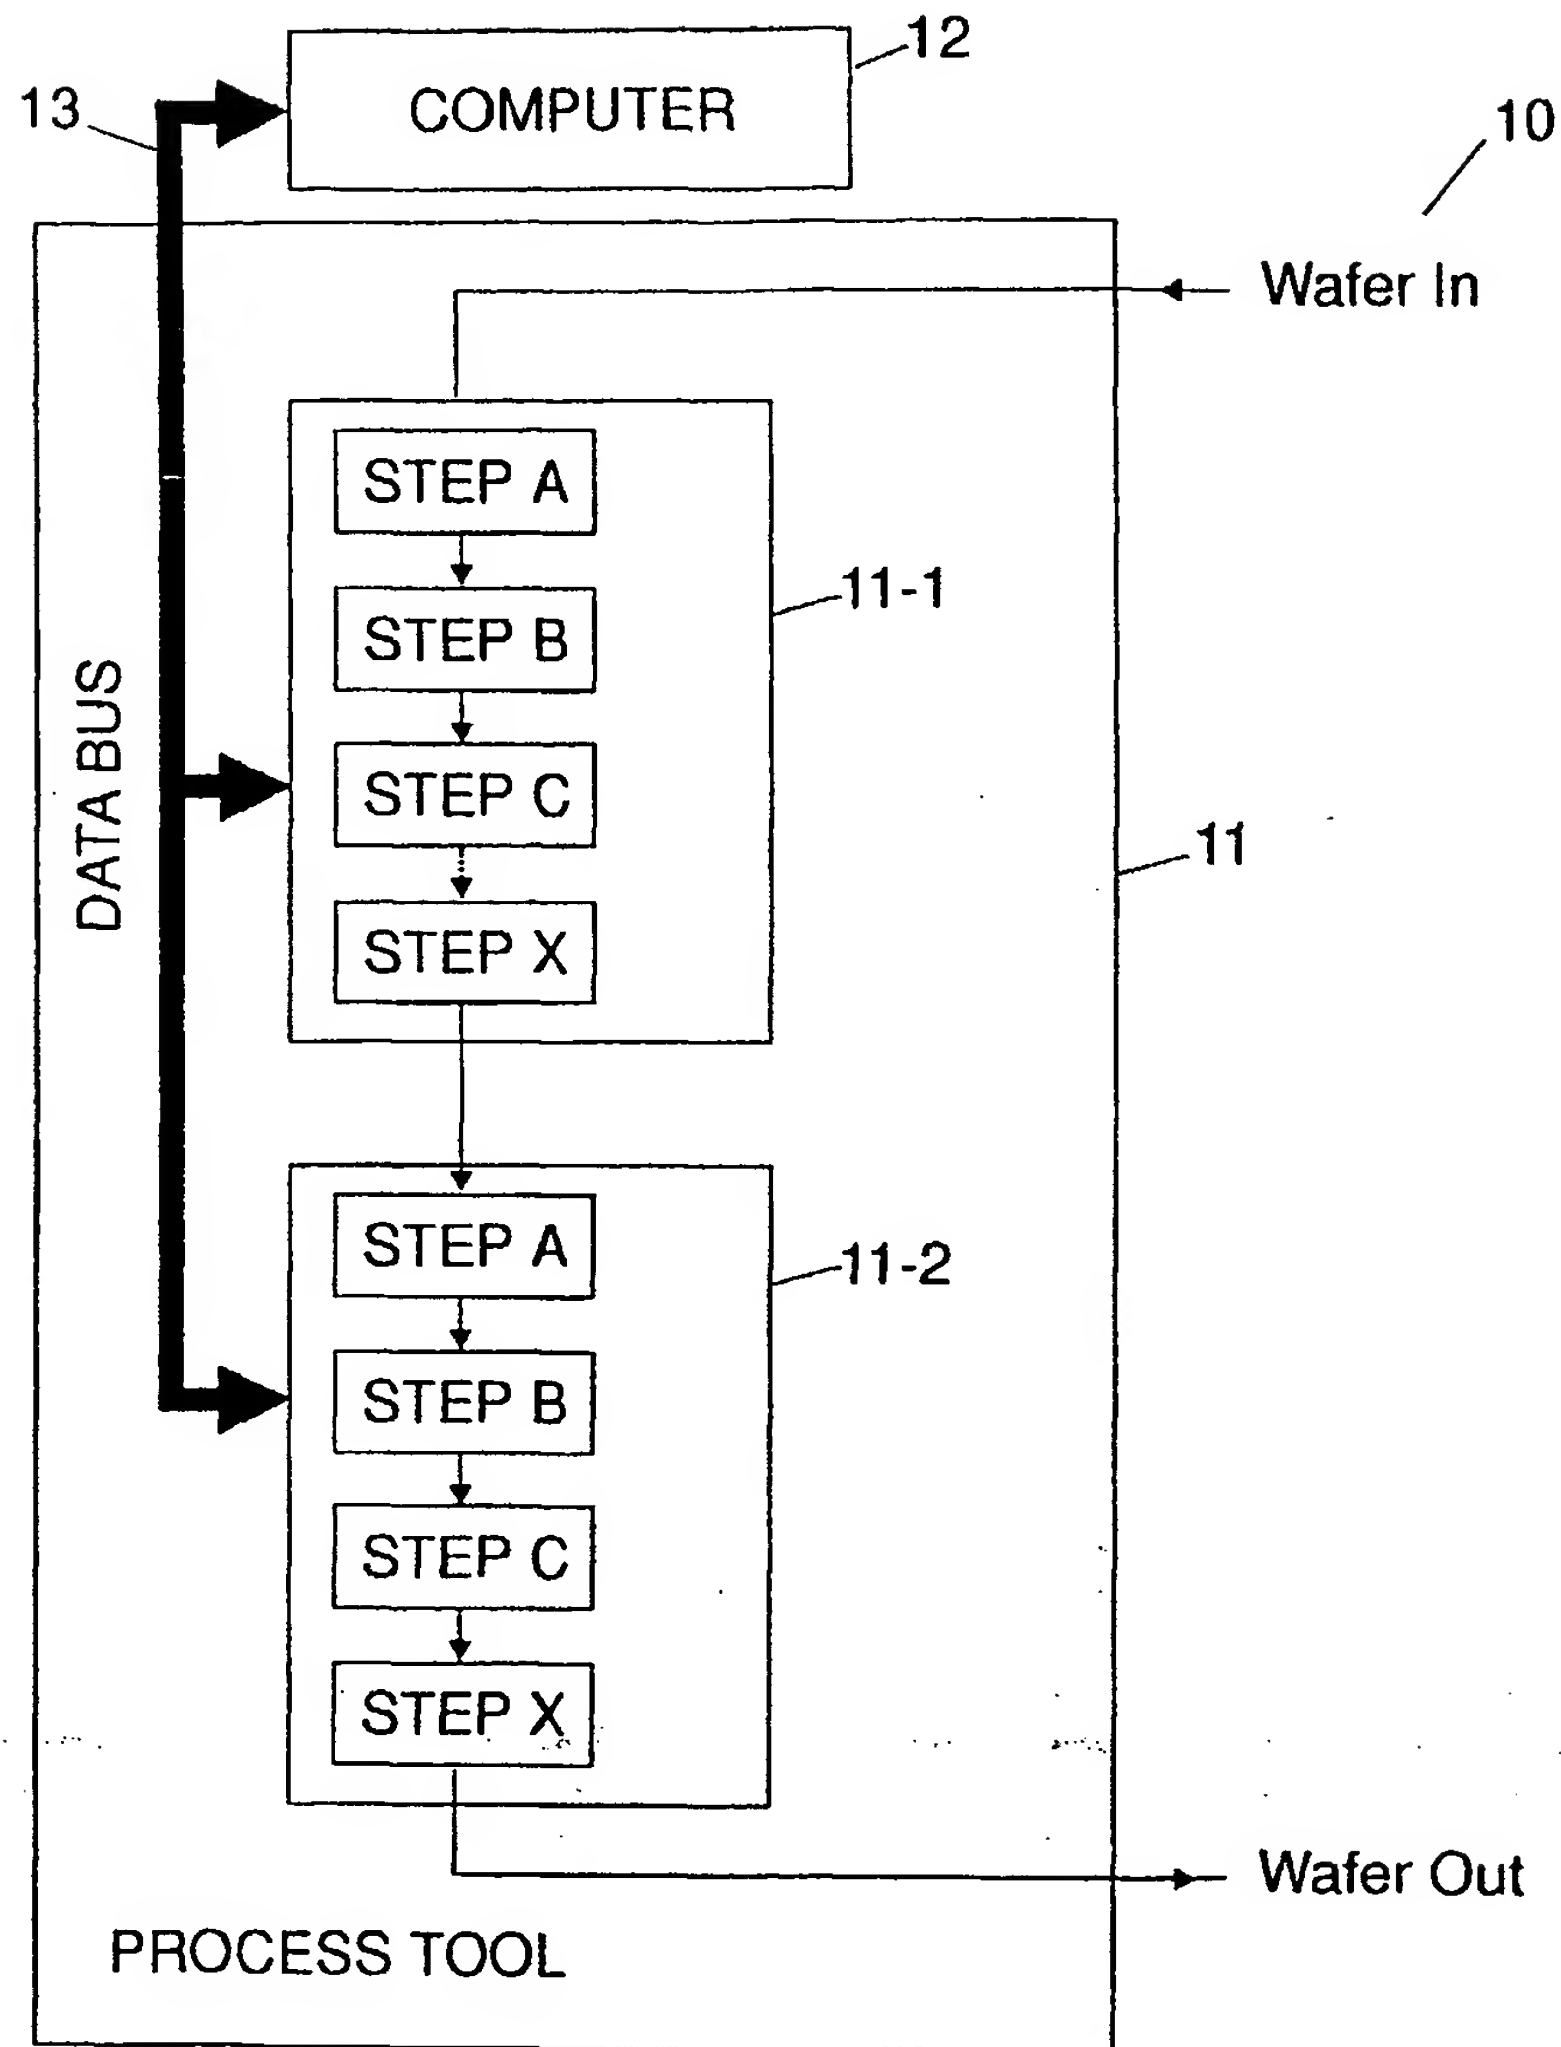 12
COMPUTER
13
10
Wafer In
STEP A
11-1
STEP B
STEP C
DATA BUS
11
STEP X
STEP A
11-2
STEP B
STEP C
STEP X
Wafer Out
PROCESS TOOL